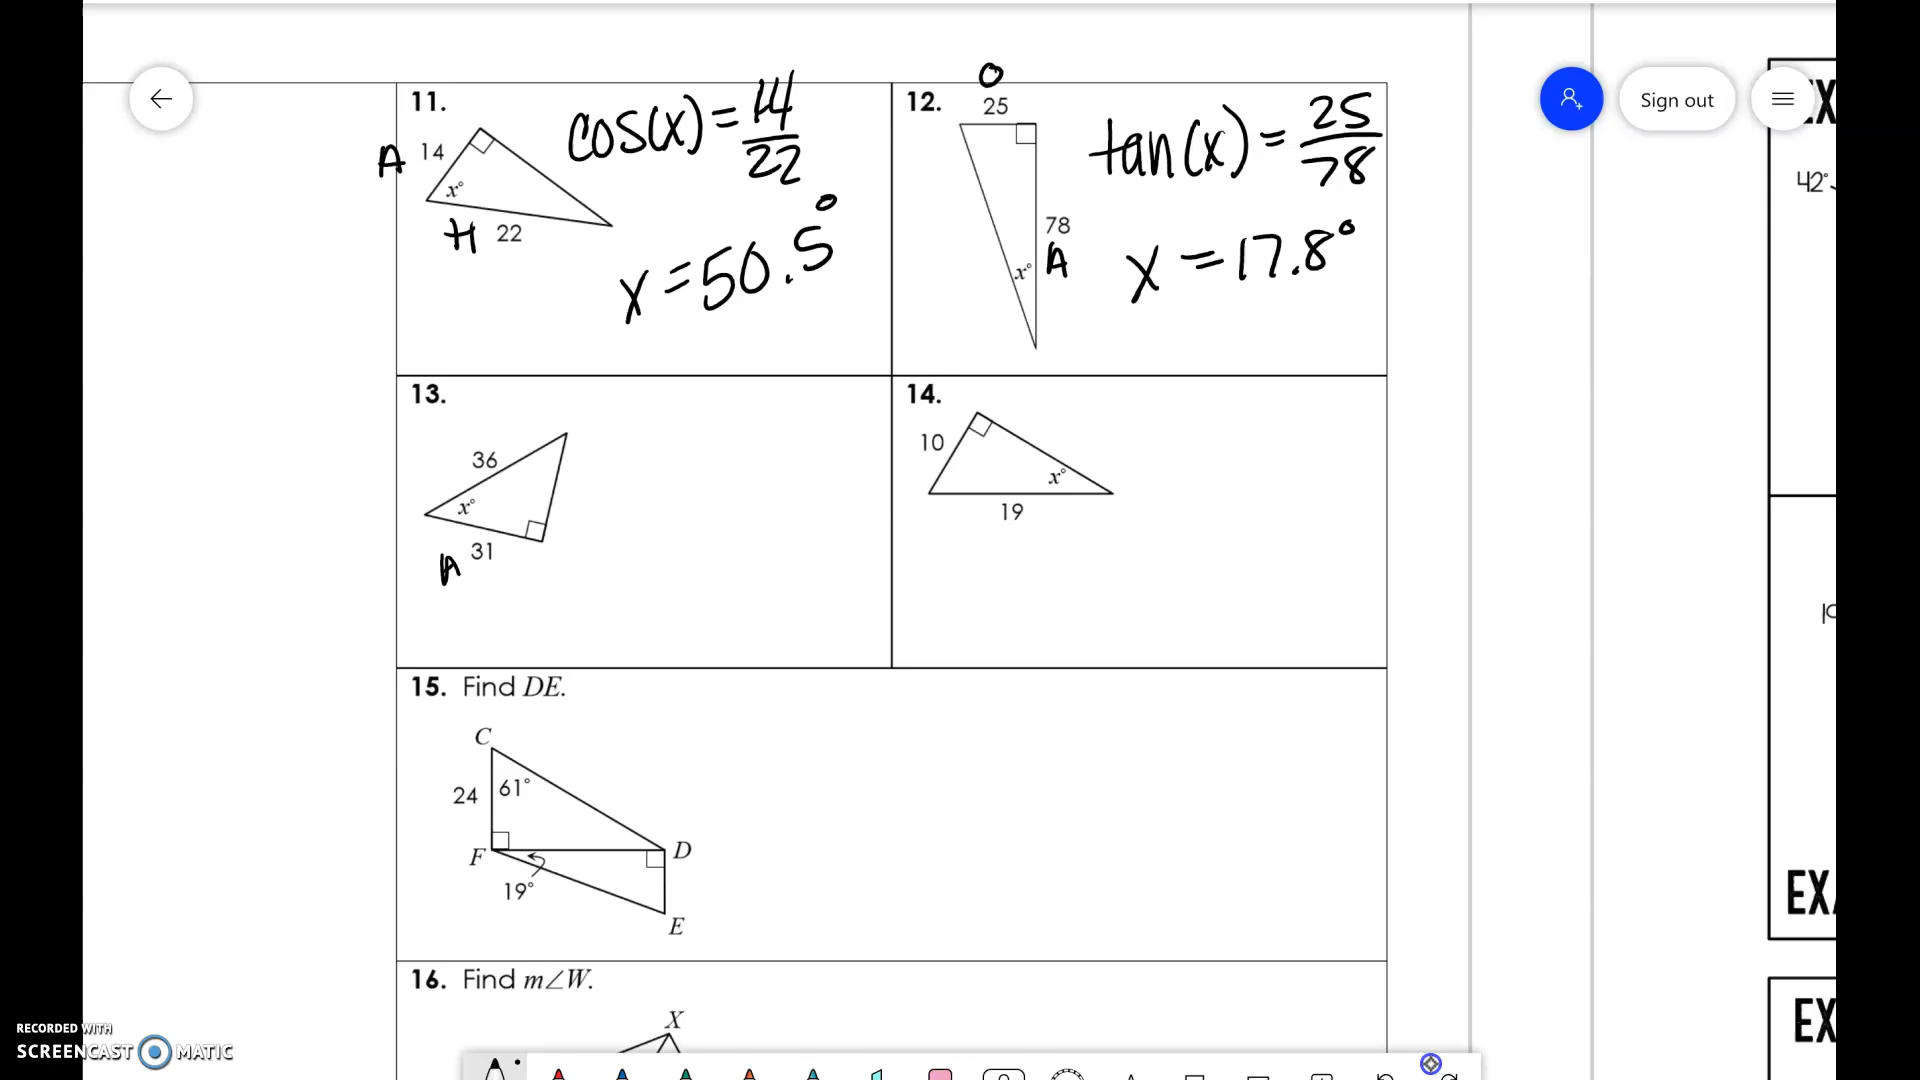 Sign out
11.
cos(x) = 14/22
A 14
x°
H 22
x = 50.5°
12.
O
25
tan(x) = 25/78
78
A
x°
x = 17.8°
EX
42°
13.
36
x°
31
A
14.
10
x°
19
15. Find DE.
C
24
61°
F
D
19°
E
EX
16. Find m∠W.
X
EX
RECORDED WITH
SCREENCAST MATIC